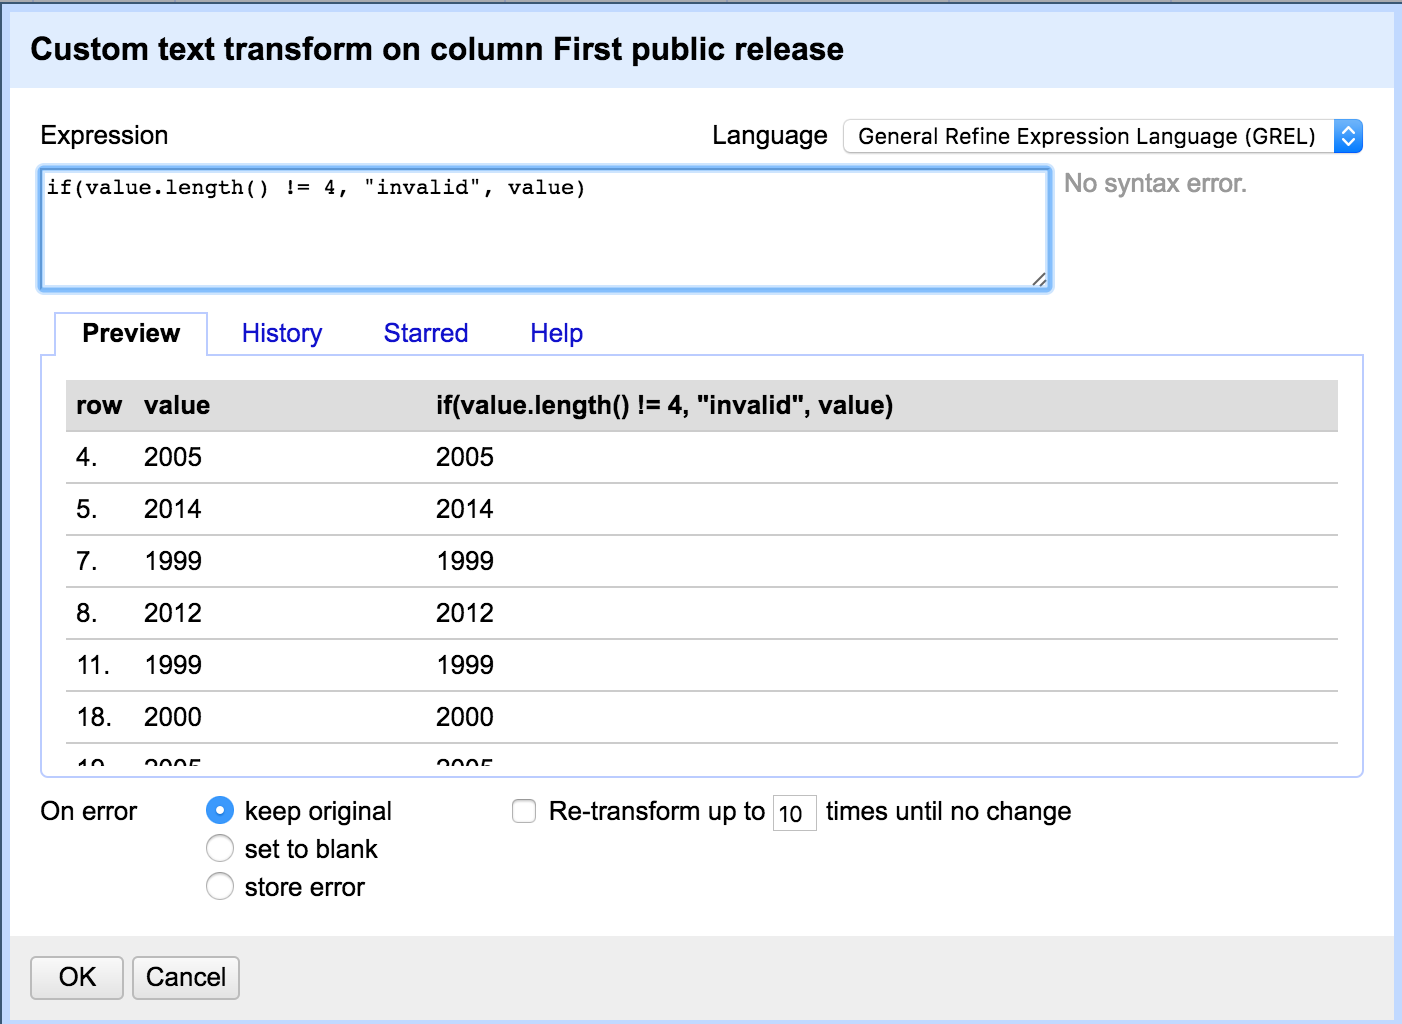 Custom text transform on column First public release
Expression
Language General Refine Expression Language (GREL)
if(value.length() != 4, "invalid", value)
No syntax error.
Preview History Starred Help
row value if(value.length() != 4, "invalid", value)
4. 2005 2005
5. 2014 2014
7. 1999 1999
8. 2012 2012
11. 1999 1999
18. 2000 2000
19. 2005 2005
On error keep original Re-transform up to 10 times until no change
set to blank
store error
OK Cancel